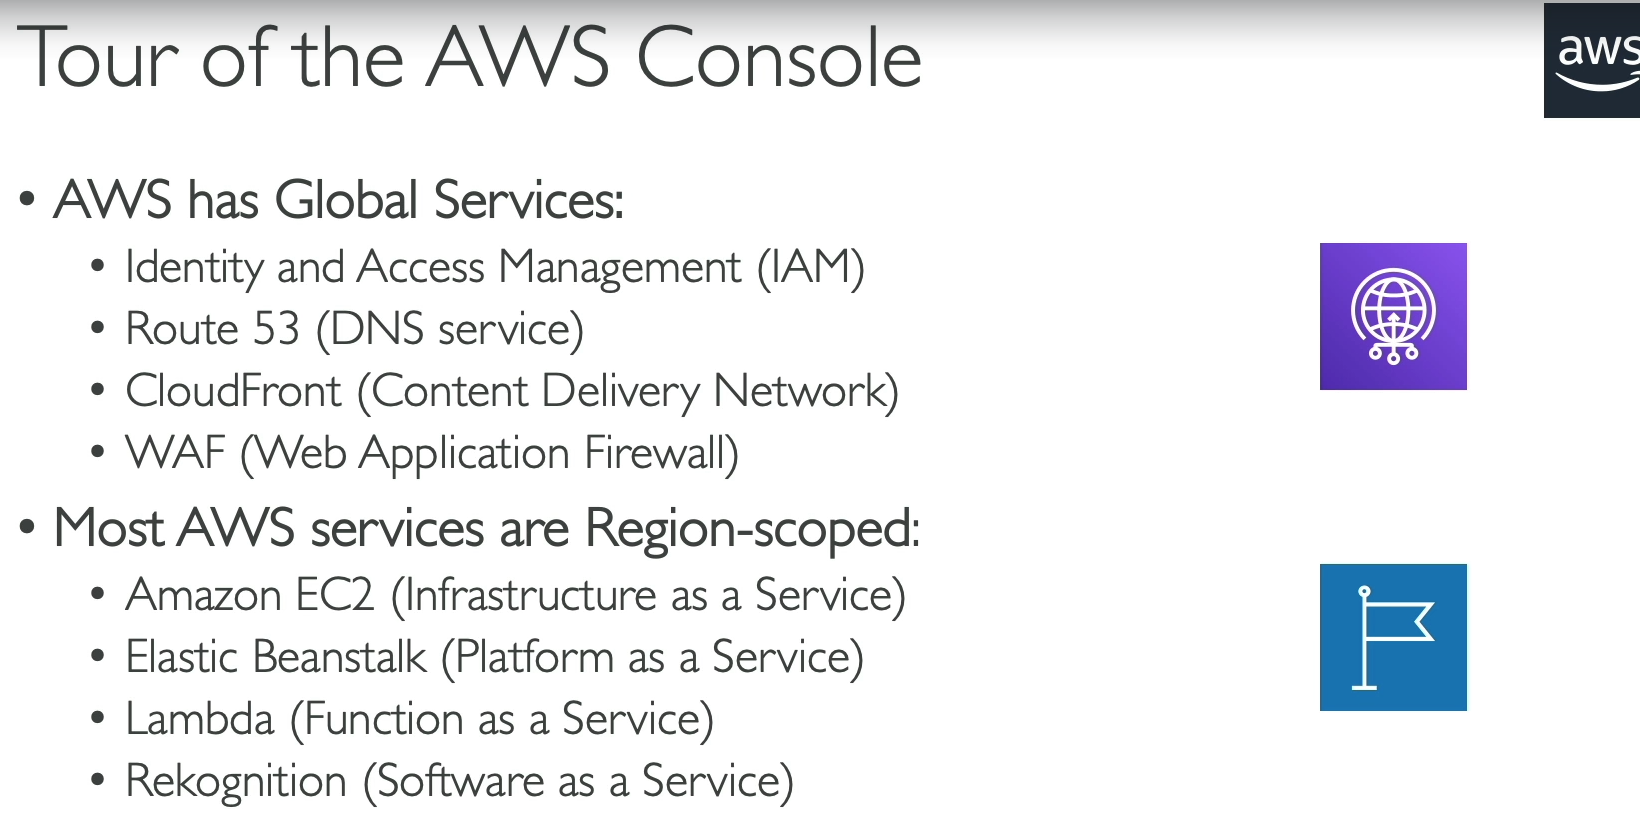 Tour of the AWS Console
aws
• AWS has Global Services:
• Identity and Access Management (IAM)
• Route 53 (DNS service)
• CloudFront (Content Delivery Network)
• WAF (Web Application Firewall)
• Most AWS services are Region-scoped:
• Amazon EC2 (Infrastructure as a Service)
• Elastic Beanstalk (Platform as a Service)
• Lambda (Function as a Service)
• Rekognition (Software as a Service)